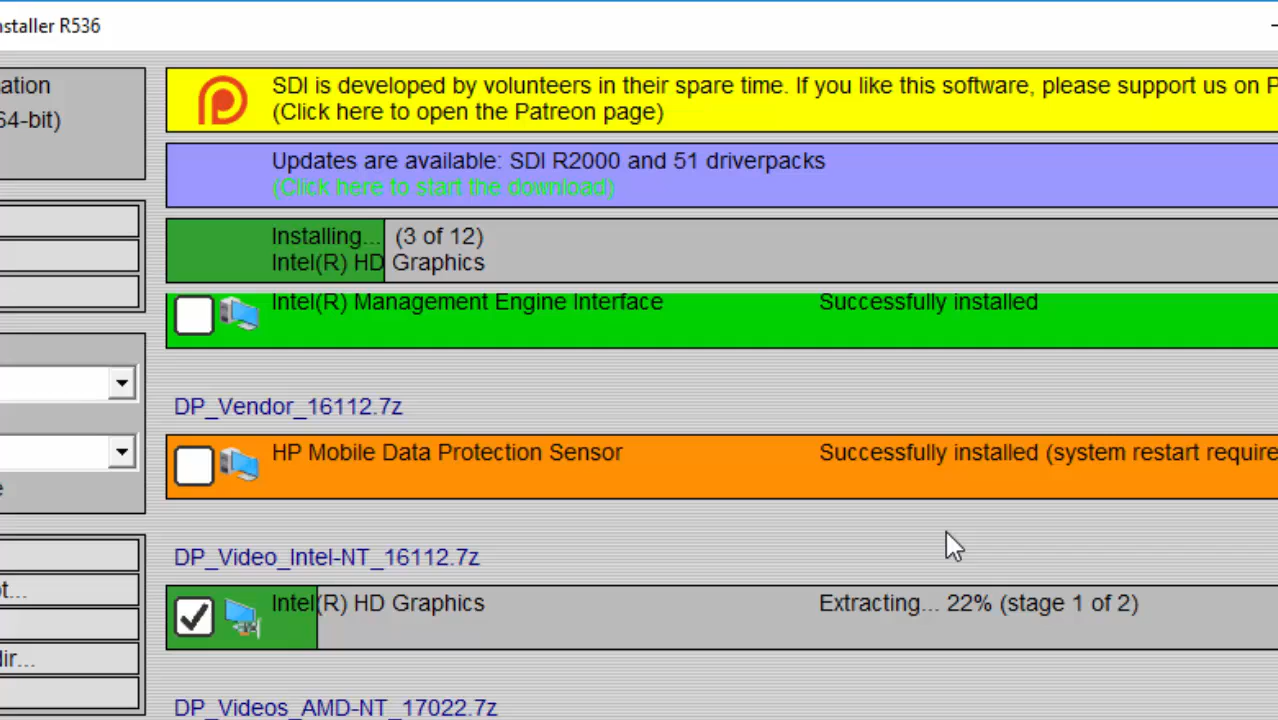 nstaller R536
ation
64-bit)
SDI is developed by volunteers in their spare time. If you like this software, please support us on P
(Click here to open the Patreon page)
Updates are available: SDI R2000 and 51 driverpacks
(Click here to start the download)
Installing... (3 of 12)
Intel(R) HD Graphics
Intel(R) Management Engine Interface Successfully installed
DP_Vendor_16112.7z
HP Mobile Data Protection Sensor Successfully installed (system restart require
e
DP_Video_Intel-NT_16112.7z
Intel(R) HD Graphics Extracting... 22% (stage 1 of 2)
ot...
dir...
DP_Videos_AMD-NT_17022.7z